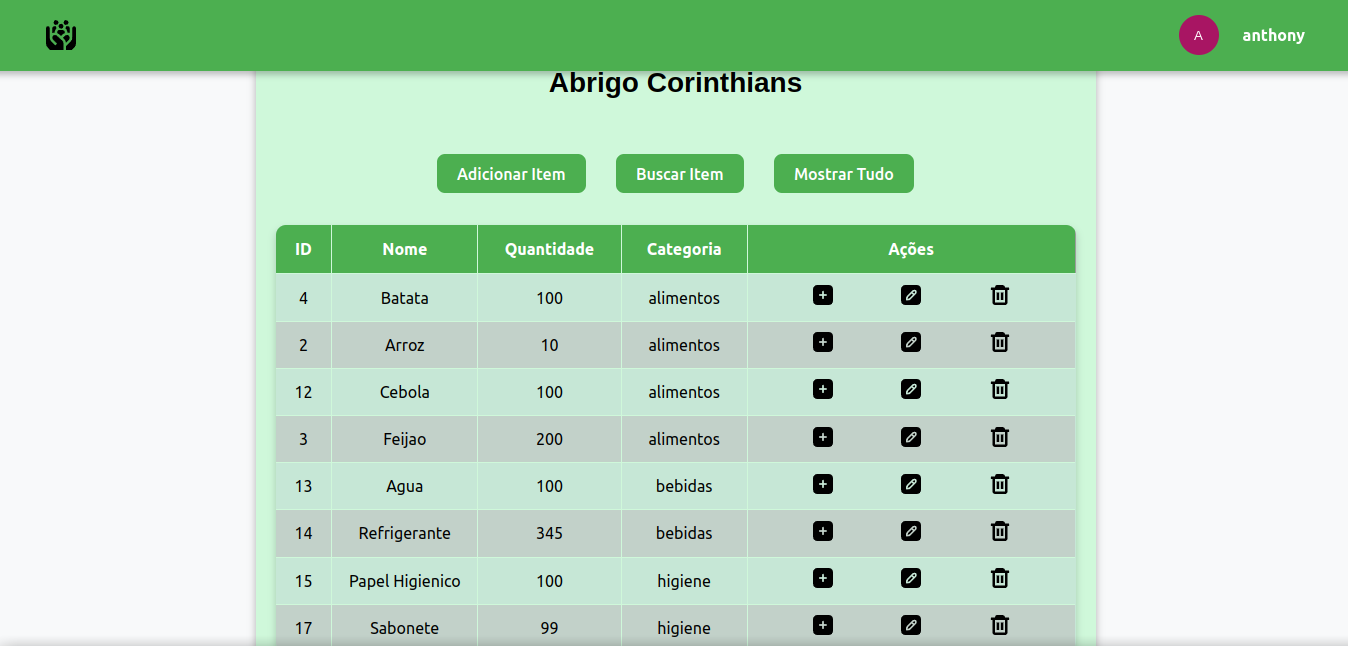 A anthony
Abrigo Corinthians
Adicionar Item Buscar Item Mostrar Tudo
ID Nome Quantidade Categoria Ações
4 Batata 100 alimentos
2 Arroz 10 alimentos
12 Cebola 100 alimentos
3 Feijao 200 alimentos
13 Agua 100 bebidas
14 Refrigerante 345 bebidas
15 Papel Higienico 100 higiene
17 Sabonete 99 higiene